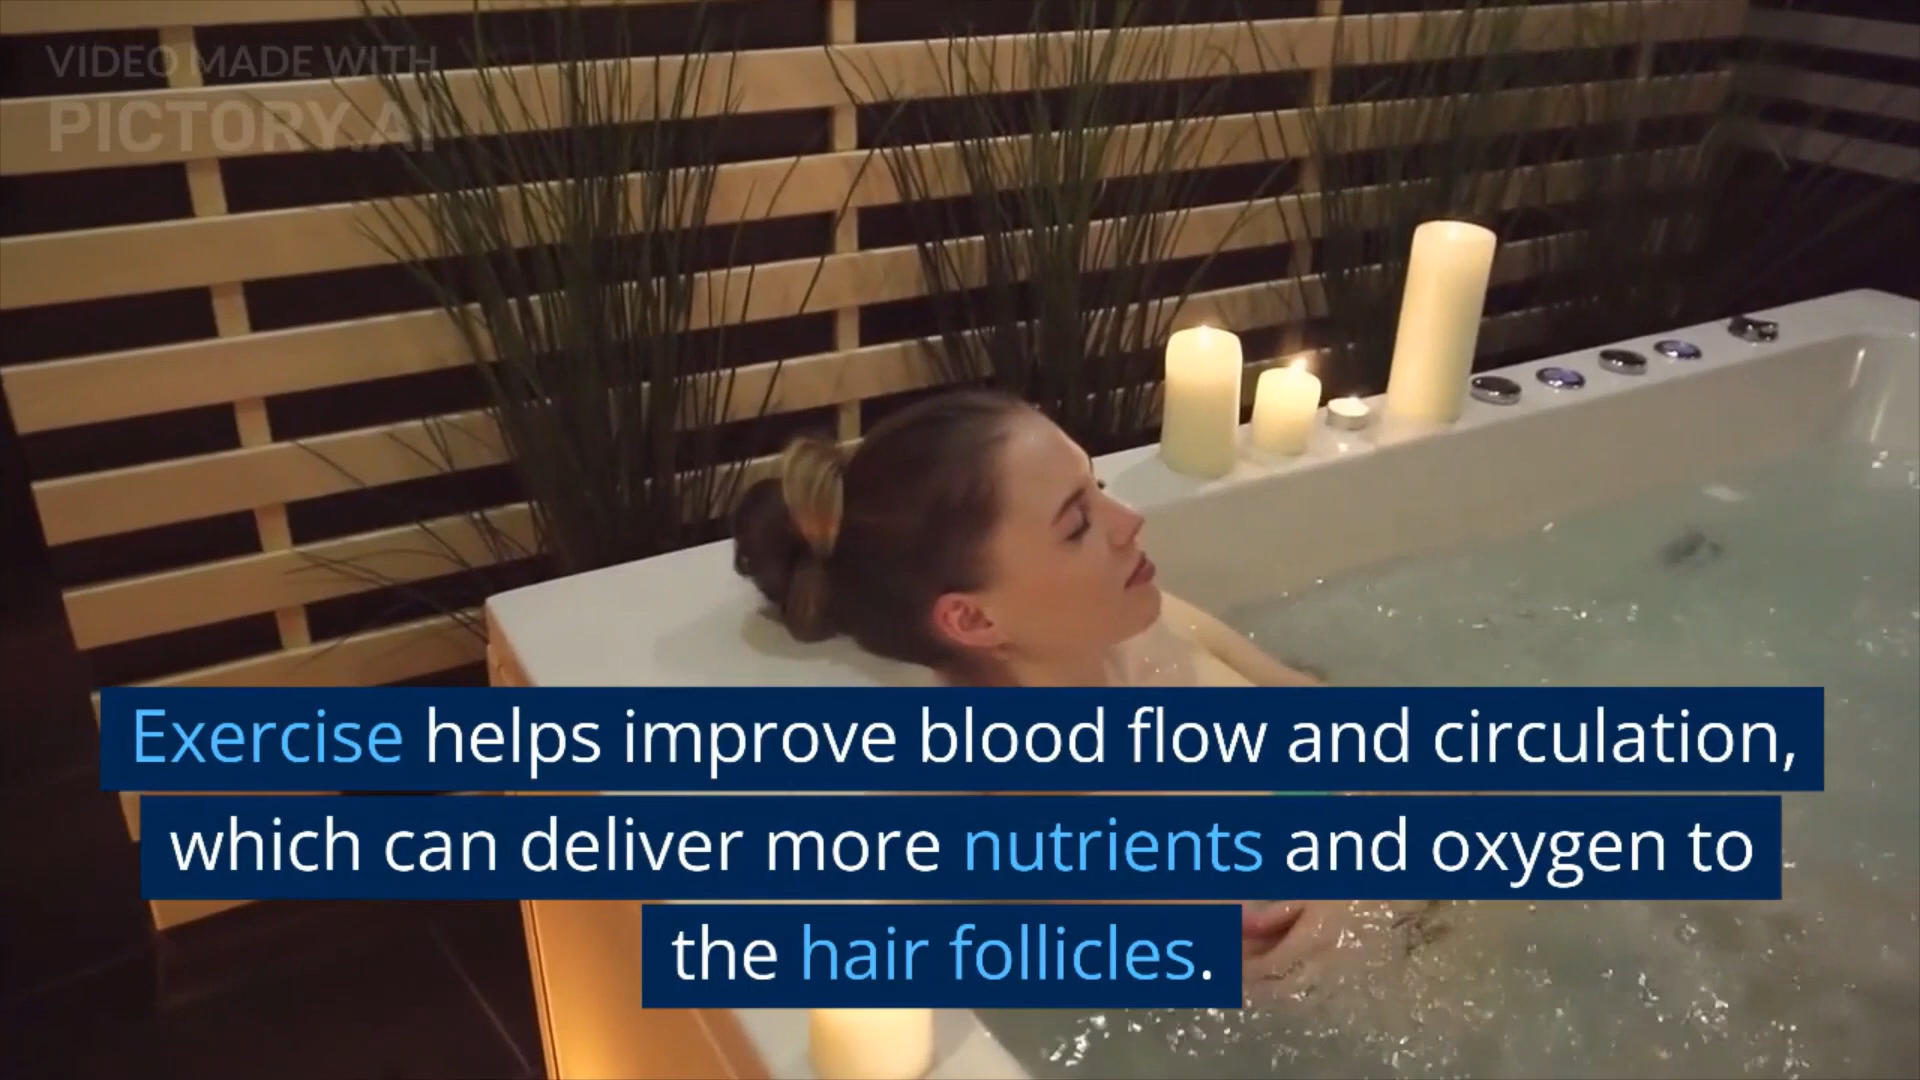 VIDEO MADE WITH
PICTORY.AI
Exercise helps improve blood flow and circulation,
which can deliver more nutrients and oxygen to
the hair follicles.